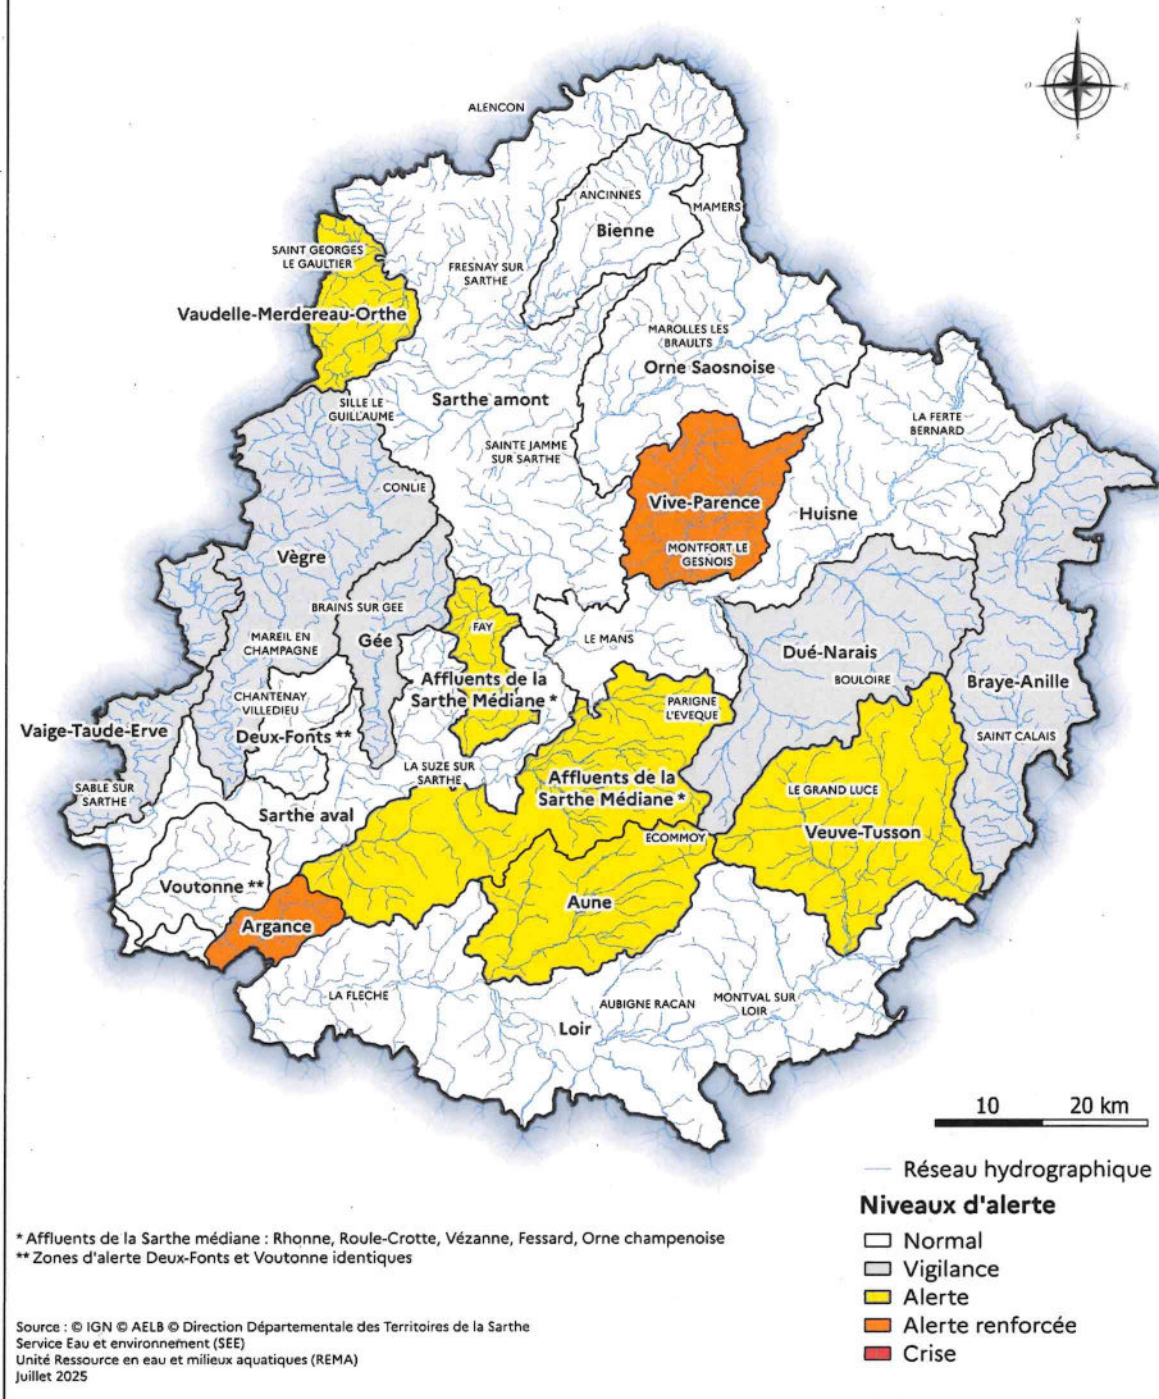 N
O
E
S
ALENCON
ANCINNES
MAMERS
Bienne
SAINT GEORGES
LE GAULTIER
FRESNAY SUR
SARTHE
Vaudelle-Merdereau-Orthe
MAROLLES LES
BRAULTS
Orne Saosnoise
SILLE LE
GUILLAUME
Sarthe amont
LA FERTE
BERNARD
SAINTE JAMME
SUR SARTHE
CONLIE
Vive-Parence
Huisne
MONTFORT LE
GESNOIS
Vègre
BRAINS SUR GEE
Gée
FAY
LE MANS
MAREIL EN
CHAMPAGNE
Dué-Narais
BOULOIRE
Braye-Anille
Affluents de la
Sarthe Médiane *
CHANTENAY
VILLEDIEU
PARIGNE
L'EVEQUE
Vaige-Taude-Erve
Deux-Fonts **
SAINT CALAIS
LA SUZE SUR
SARTHE
Affluents de la
Sarthe Médiane *
SABLE SUR
SARTHE
LE GRAND LUCE
Sarthe aval
ECOMMOY
Veuve-Tusson
Voutonne **
Aune
Argance
LA FLECHE
AUBIGNE RACAN
MONTVAL SUR
LOIR
Loir
10 20 km
Réseau hydrographique
Niveaux d'alerte
Normal
Vigilance
Alerte
Alerte renforcée
Crise
* Affluents de la Sarthe médiane : Rhonne, Roule-Crotte, Vézanne, Fessard, Orne champenoise
** Zones d'alerte Deux-Fonts et Voutonne identiques
Source : © IGN © AELB © Direction Départementale des Territoires de la Sarthe
Service Eau et environnement (SEE)
Unité Ressource en eau et milieux aquatiques (REMA)
Juillet 2025